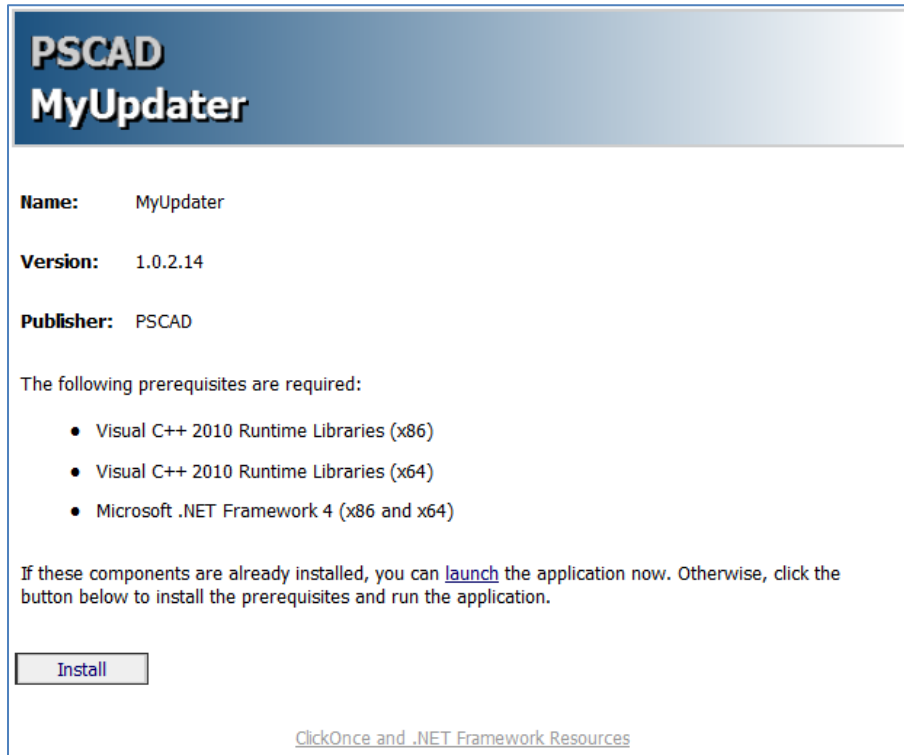 PSCAD
MyUpdater
Name: MyUpdater
Version: 1.0.2.14
Publisher: PSCAD
The following prerequisites are required:
● Visual C++ 2010 Runtime Libraries (x86)
● Visual C++ 2010 Runtime Libraries (x64)
● Microsoft .NET Framework 4 (x86 and x64)
If these components are already installed, you can launch the application now. Otherwise, click the
button below to install the prerequisites and run the application.
Install
ClickOnce and .NET Framework Resources